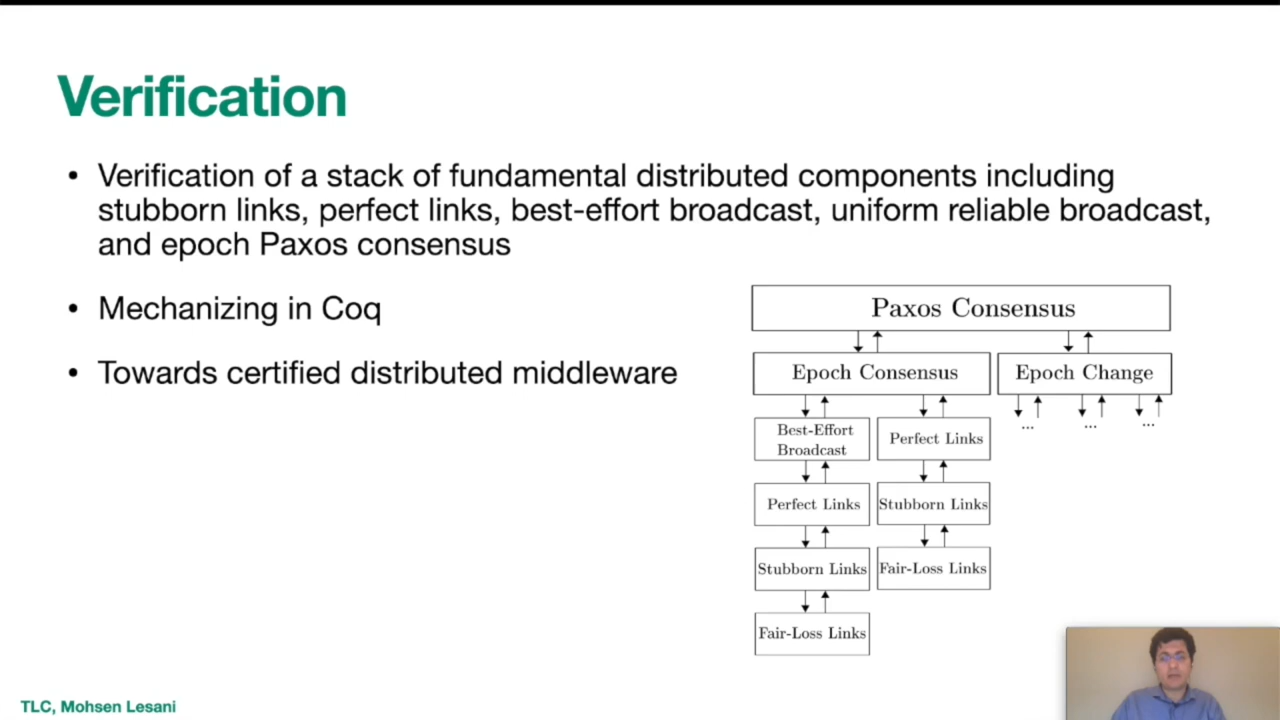 Verification
• Verification of a stack of fundamental distributed components including
stubborn links, perfect links, best-effort broadcast, uniform reliable broadcast,
and epoch Paxos consensus
• Mechanizing in Coq
• Towards certified distributed middleware
Paxos Consensus
Epoch Consensus
Epoch Change
Best-Effort
Broadcast
Perfect Links
...
...
...
Perfect Links
Stubborn Links
Stubborn Links
Fair-Loss Links
Fair-Loss Links
TLC, Mohsen Lesani